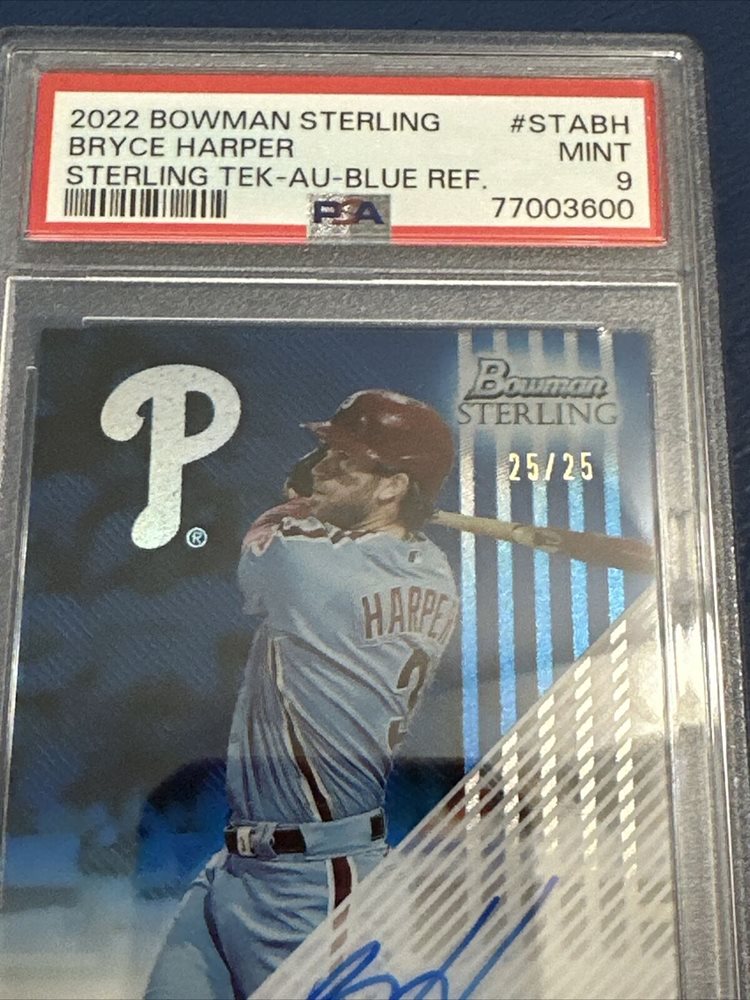 2022 BOWMAN STERLING #STABH
BRYCE HARPER MINT
STERLING TEK-AU-BLUE REF. 9
PSA 77003600
P®
Bowman
STERLING
25/25
HARPER
3